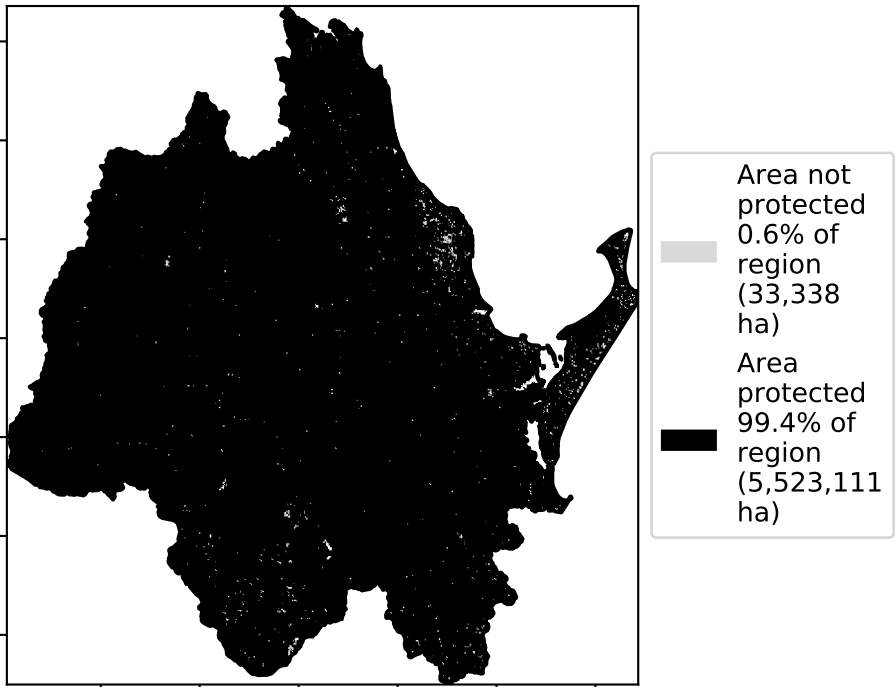 Area not
protected
0.6% of
region
(33,338
ha)
Area
protected
99.4% of
region
(5,523,111
ha)